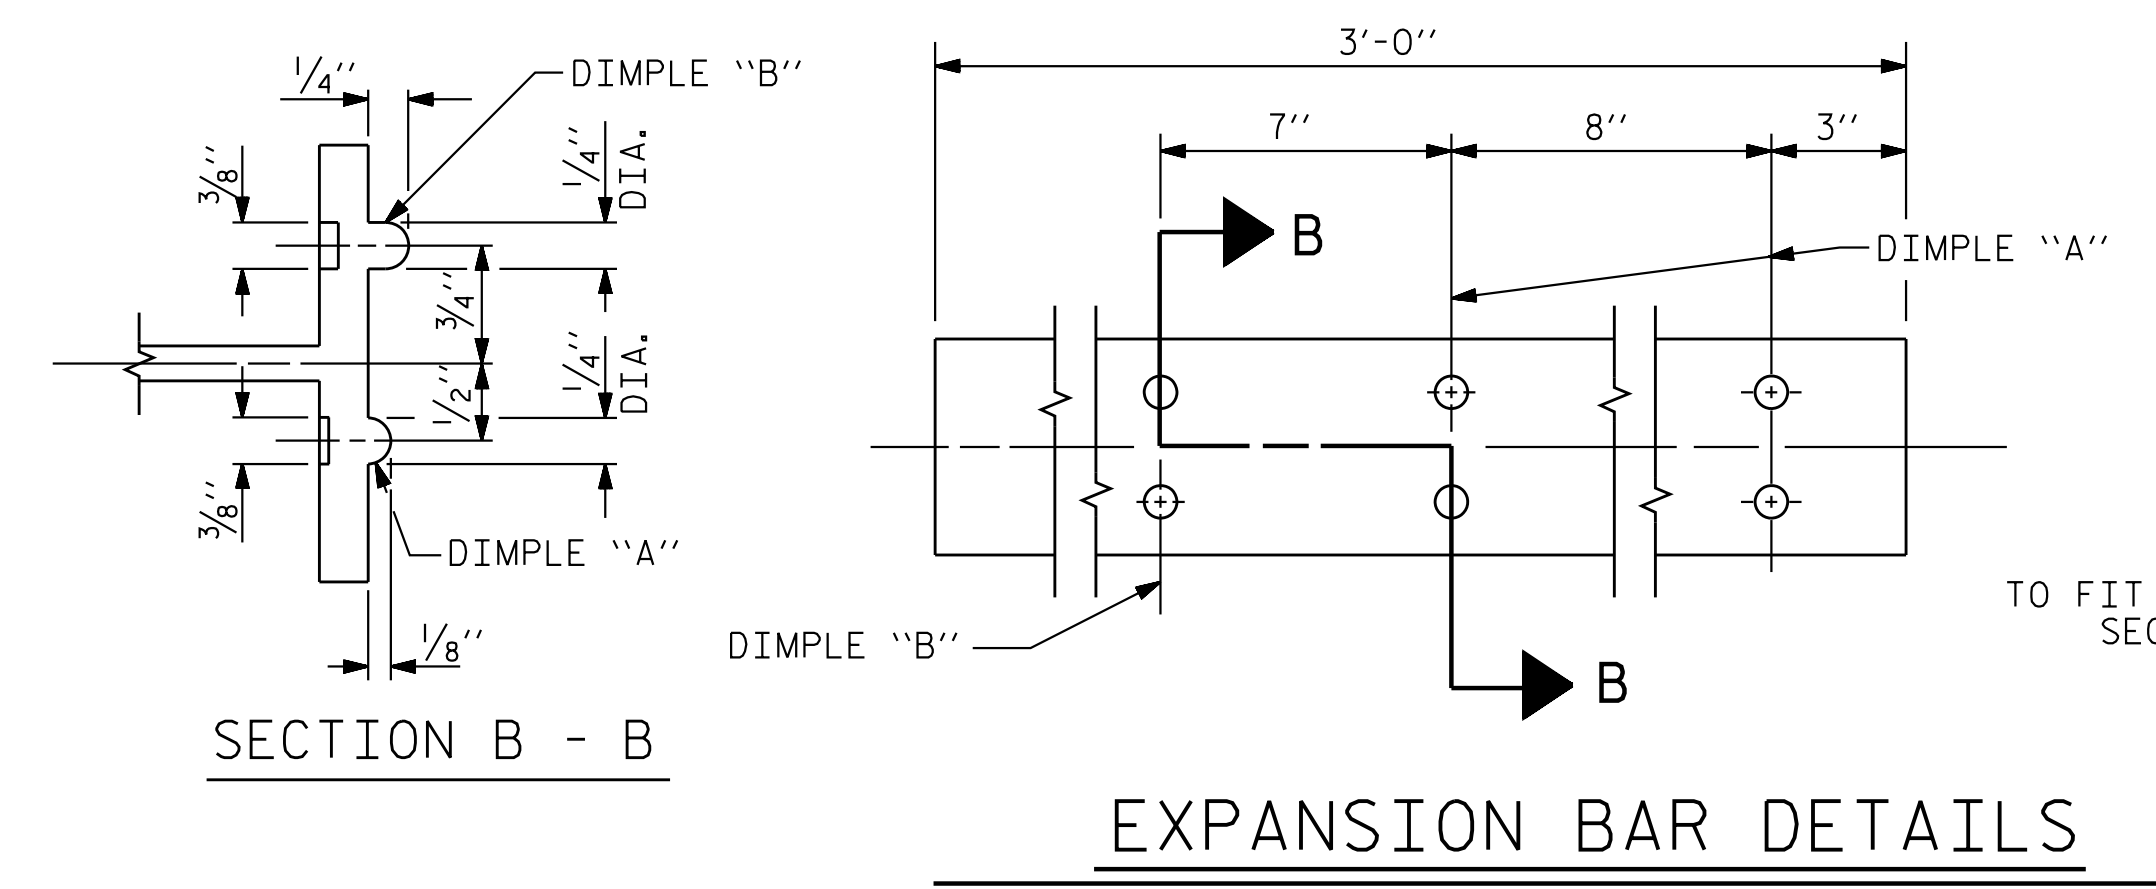 1/4''
DIMPLE ``B''
3/8''
1/4'' DIA.
3/4''
1/2''
1/4'' DIA.
3/8''
DIMPLE ``A''
1/8''
SECTION B - B
3'-0''
7''
8''
3''
B
DIMPLE ``A''
DIMPLE ``B''
B
TO FIT
EXPANSION BAR DETAILS